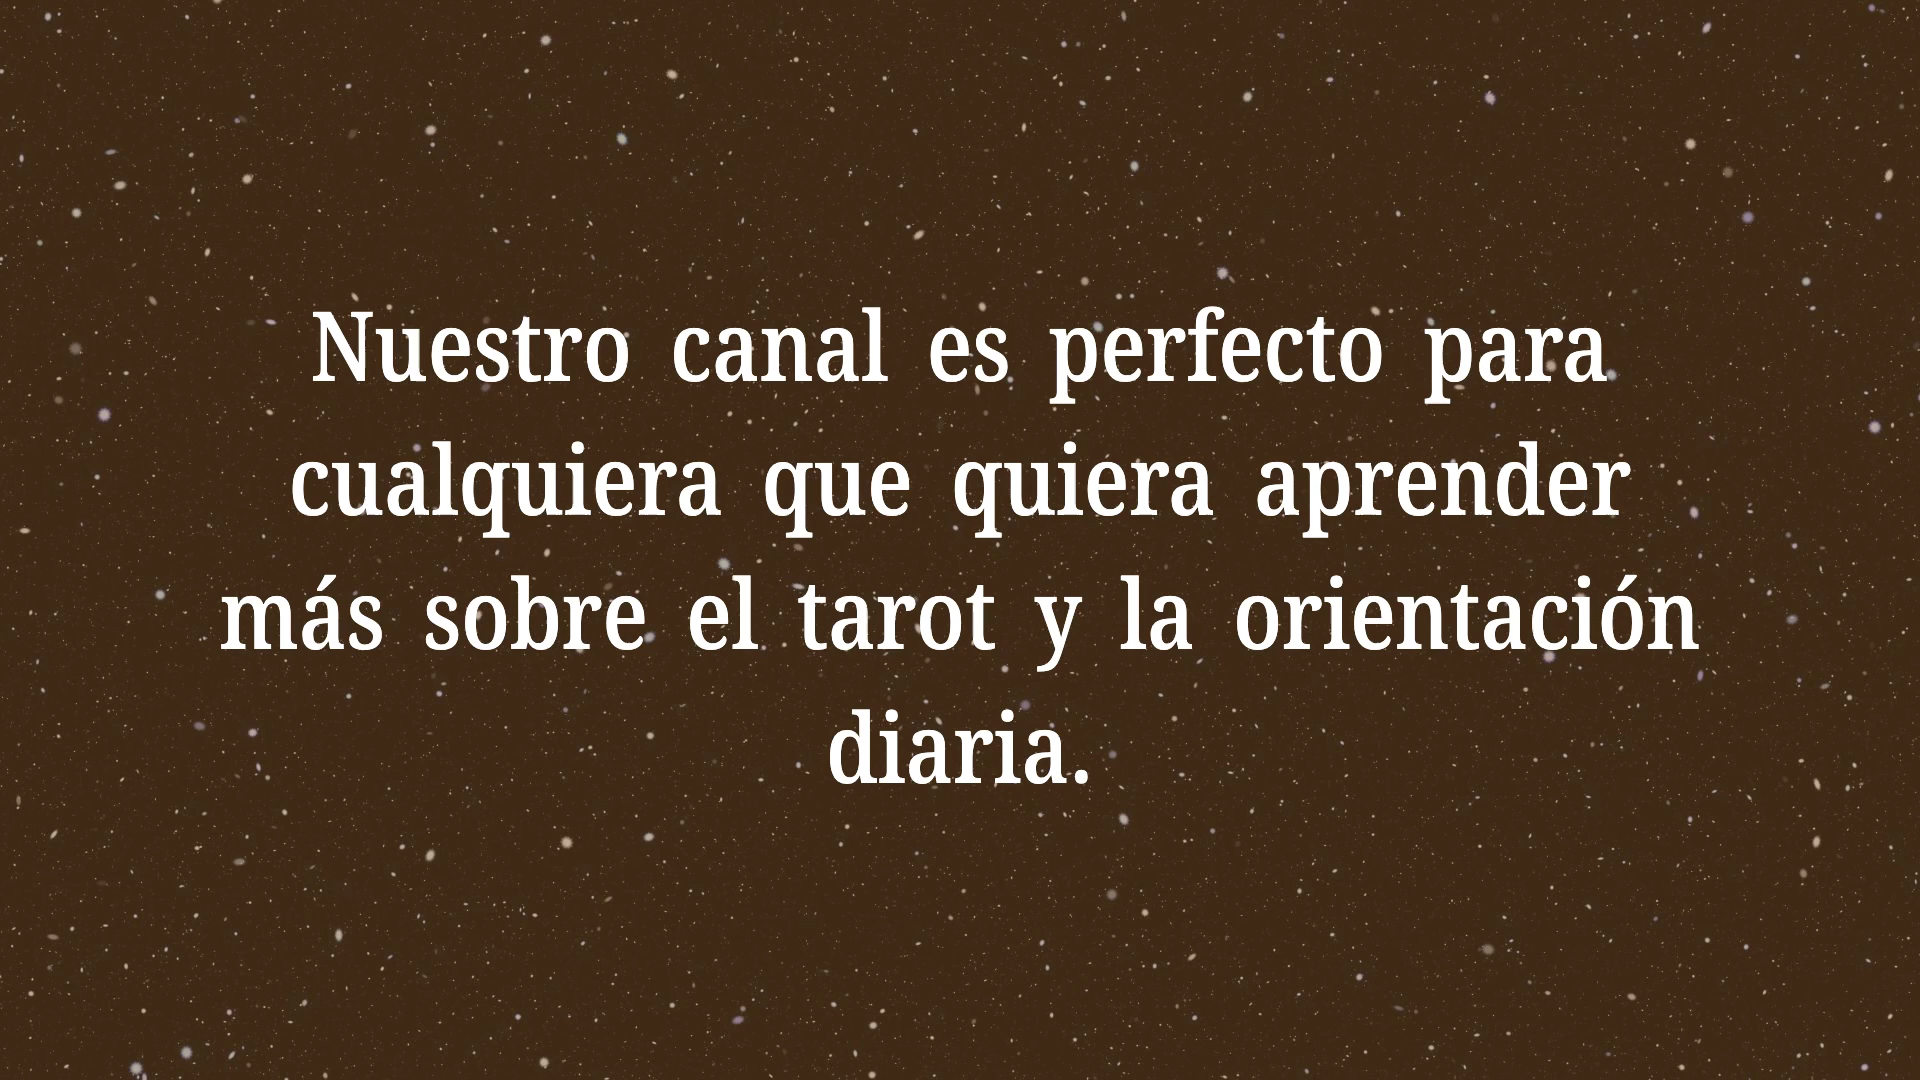 Nuestro canal es perfecto para
cualquiera que quiera aprender
más sobre el tarot y la orientación
diaria.